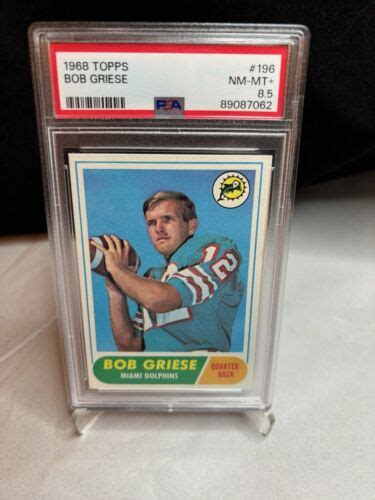 1968 TOPPS
BOB GRIESE
#196
NM-MT+
8.5
PSA
89087062
12
BOB GRIESE
MIAMI DOLPHINS
QUARTER-
BACK